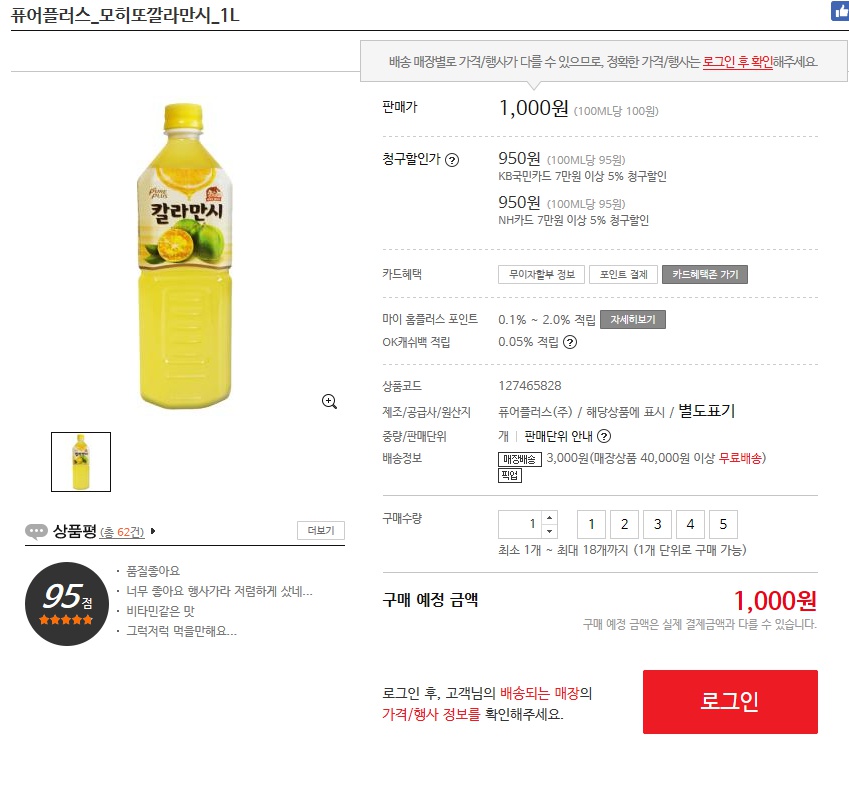 퓨어플러스_모히또깔라만시_1L
배송 매장별로 가격/행사가 다를 수 있으므로, 정확한 가격/행사는 로그인 후 확인해주세요.
판매가 1,000원 (100ML당 100원)
청구할인가 ? 950원 (100ML당 95원)
KB국민카드 7만원 이상 5% 청구할인
950원 (100ML당 95원)
NH카드 7만원 이상 5% 청구할인
PURE PLUS
칼라만시
카드혜택 무이자할부 정보 포인트 결제 카드혜택존 가기
마이 홈플러스 포인트 0.1% ~ 2.0% 적립 자세히보기
OK캐쉬백 적립 0.05% 적립 ?
상품코드 127465828
제조/공급사/원산지 퓨어플러스(주) / 해당상품에 표시 / 별도표기
중량/판매단위 개 | 판매단위 안내 ?
배송정보 매장배송 3,000원(매장상품 40,000원 이상 무료배송)
픽업
구매수량 1 1 2 3 4 5
최소 1개 ~ 최대 18개까지 (1개 단위로 구매 가능)
상품평 (총 62건) 더보기
95점
· 품질좋아요
· 너무 좋아요 행사가라 저렴하게 샀네...
· 비타민같은 맛
· 그럭저럭 먹을만해요...
구매 예정 금액 1,000원
구매 예정 금액은 실제 결제금액과 다를 수 있습니다.
로그인 후, 고객님의 배송되는 매장의
가격/행사 정보를 확인해주세요.
로그인